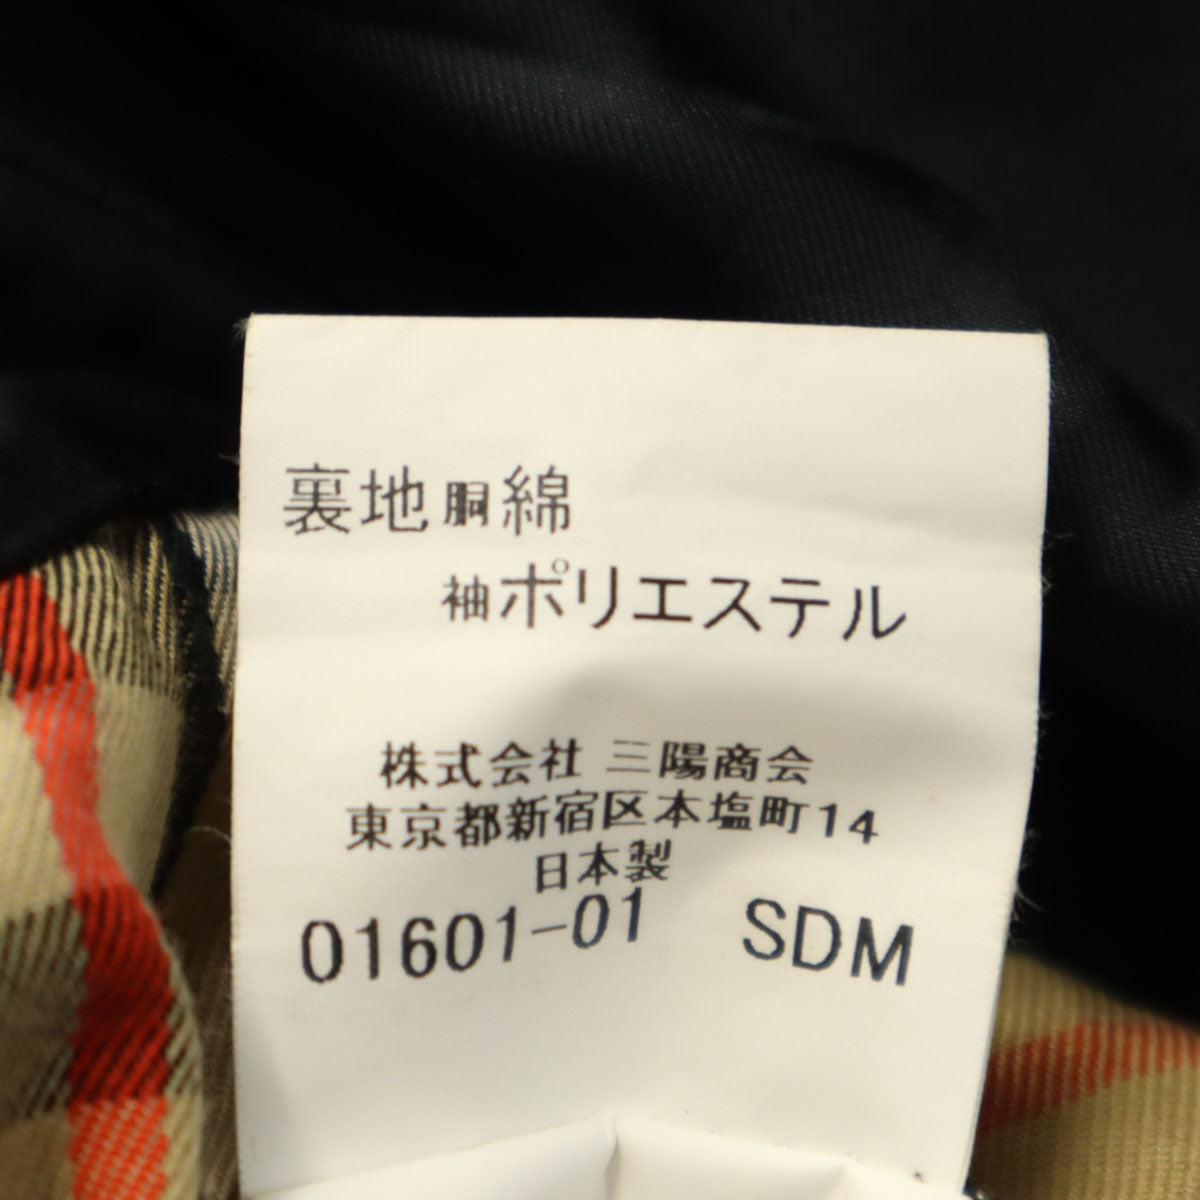 裏地 胴 綿
袖 ポリエステル
株式会社 三陽商会
東京都新宿区本塩町14
日本製
01601-01 SDM